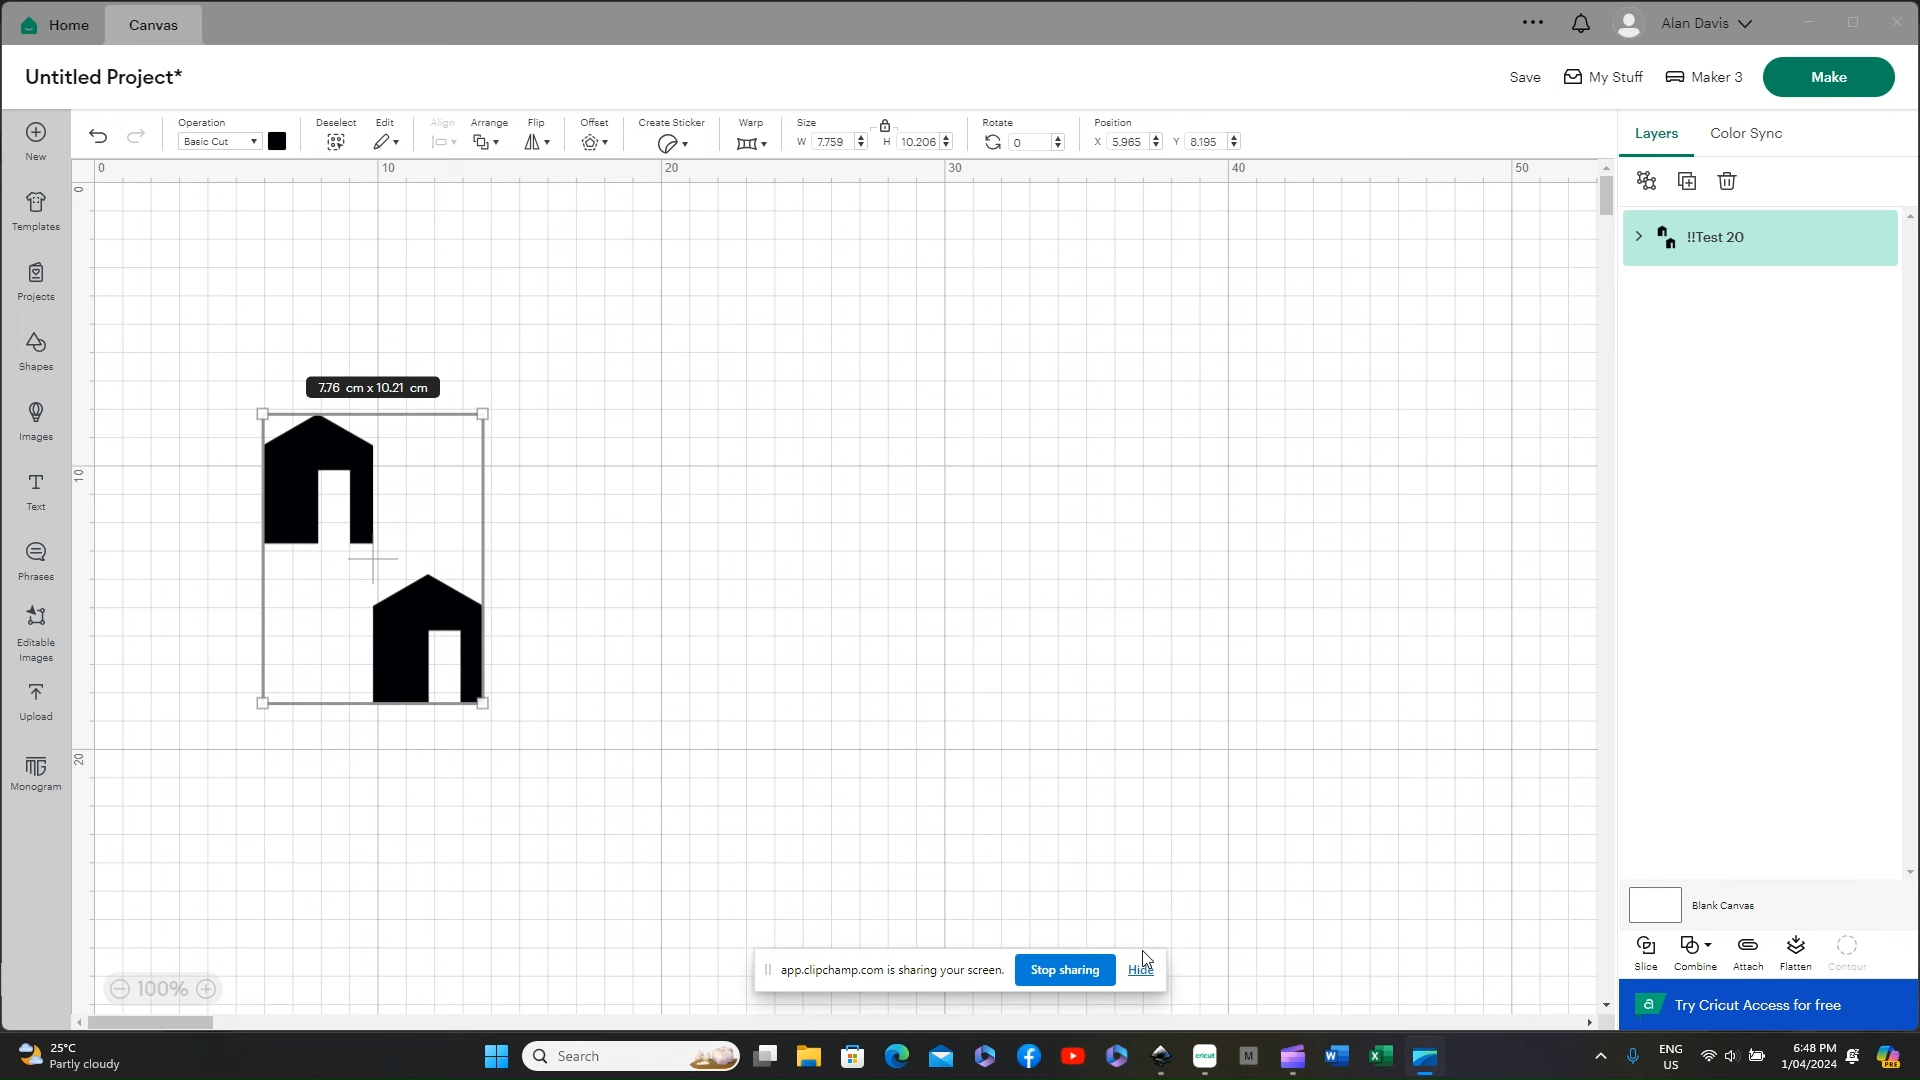 Home
Canvas
Alan Davis
Untitled Project*
Save
My Stuff
Maker 3
Make
New
Templates
Projects
Shapes
Images
Text
Phrases
Editable
Images
Upload
Monogram
Operation
Basic Cut
Deselect
Edit
Align
Arrange
Flip
Offset
Create Sticker
Warp
Size
W 7.759
H 10.206
Rotate
0
Position
X 5.965
Y 8.195
0 10 20 30 40 50
0
10
20
7.76 cm x 10.21 cm
100%
Layers
Color Sync
!!Test 20
Blank Canvas
Slice
Combine
Attach
Flatten
Contour
a Try Cricut Access for free
app.clipchamp.com is sharing your screen.
Stop sharing
Hide
25°C
Partly cloudy
Search
cricut
M
ENG
US
6:48 PM
1/04/2024
PRE